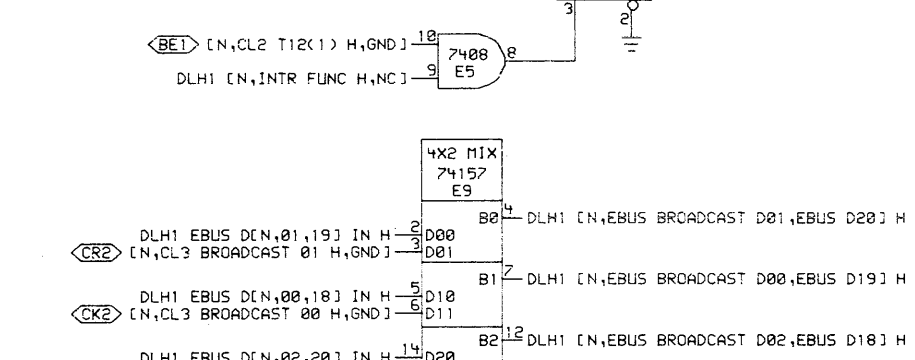 3
2
<BE1> [N,CL2 T12(1) H,GND] 10
7408 8
E5
DLH1 [N,INTR FUNC H,NC] 9
4X2 MIX
74157
E9
B0 4 DLH1 [N,EBUS BROADCAST D01,EBUS D20] H
DLH1 EBUS D[N,01,19] IN H 2 D00
<CR2> [N,CL3 BROADCAST 01 H,GND] 3 D01
B1 7 DLH1 [N,EBUS BROADCAST D00,EBUS D19] H
DLH1 EBUS D[N,00,18] IN H 5 D10
<CK2> [N,CL3 BROADCAST 00 H,GND] 6 D11
B2 12 DLH1 [N,EBUS BROADCAST D02,EBUS D18] H
DLH1 EBUS D[N,02,20] IN H 14 D20